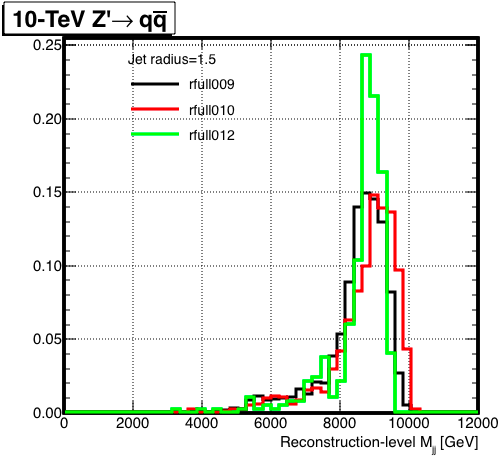 10-TeV Z'→ qq̅
Jet radius=1.5
rfull009
rfull010
rfull012
0.25
0.20
0.15
0.10
0.05
0.00
0 2000 4000 6000 8000 10000 12000
Reconstruction-level M_jj [GeV]